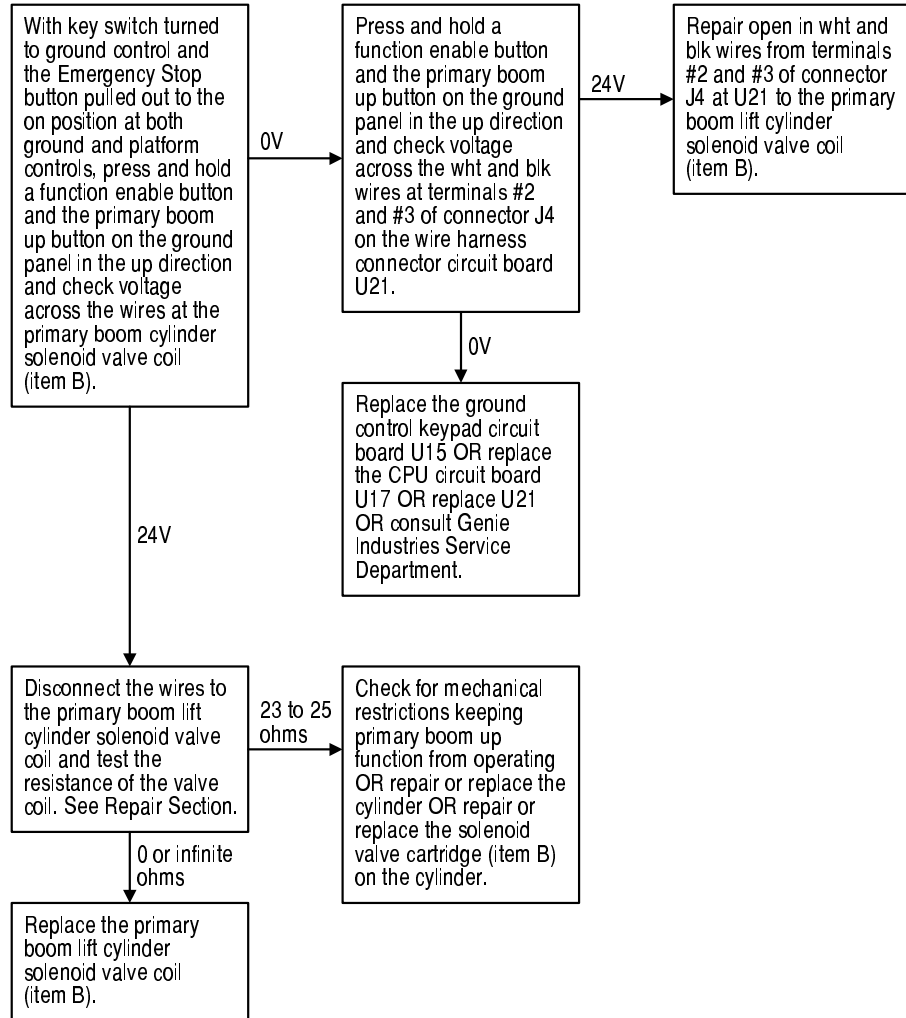 With key switch turned
to ground control and
the Emergency Stop
button pulled out to the
on position at both
ground and platform
controls, press and hold
a function enable button
and the primary boom
up button on the ground
panel in the up direction
and check voltage
across the wires at the
primary boom cylinder
solenoid valve coil
(item B).
0V
Press and hold a
function enable button
and the primary boom
up button on the ground
panel in the up direction
and check voltage
across the wht and blk
wires at terminals #2
and #3 of connector J4
on the wire harness
connector circuit board
U21.
24V
Repair open in wht and
blk wires from terminals
#2 and #3 of connector
J4 at U21 to the primary
boom lift cylinder
solenoid valve coil
(item B).
0V
Replace the ground
control keypad circuit
board U15 OR replace
the CPU circuit board
U17 OR replace U21
OR consult Genie
Industries Service
Department.
24V
Disconnect the wires to
the primary boom lift
cylinder solenoid valve
coil and test the
resistance of the valve
coil. See Repair Section.
23 to 25
ohms
Check for mechanical
restrictions keeping
primary boom up
function from operating
OR repair or replace the
cylinder OR repair or
replace the solenoid
valve cartridge (item B)
on the cylinder.
0 or infinite
ohms
Replace the primary
boom lift cylinder
solenoid valve coil
(item B).